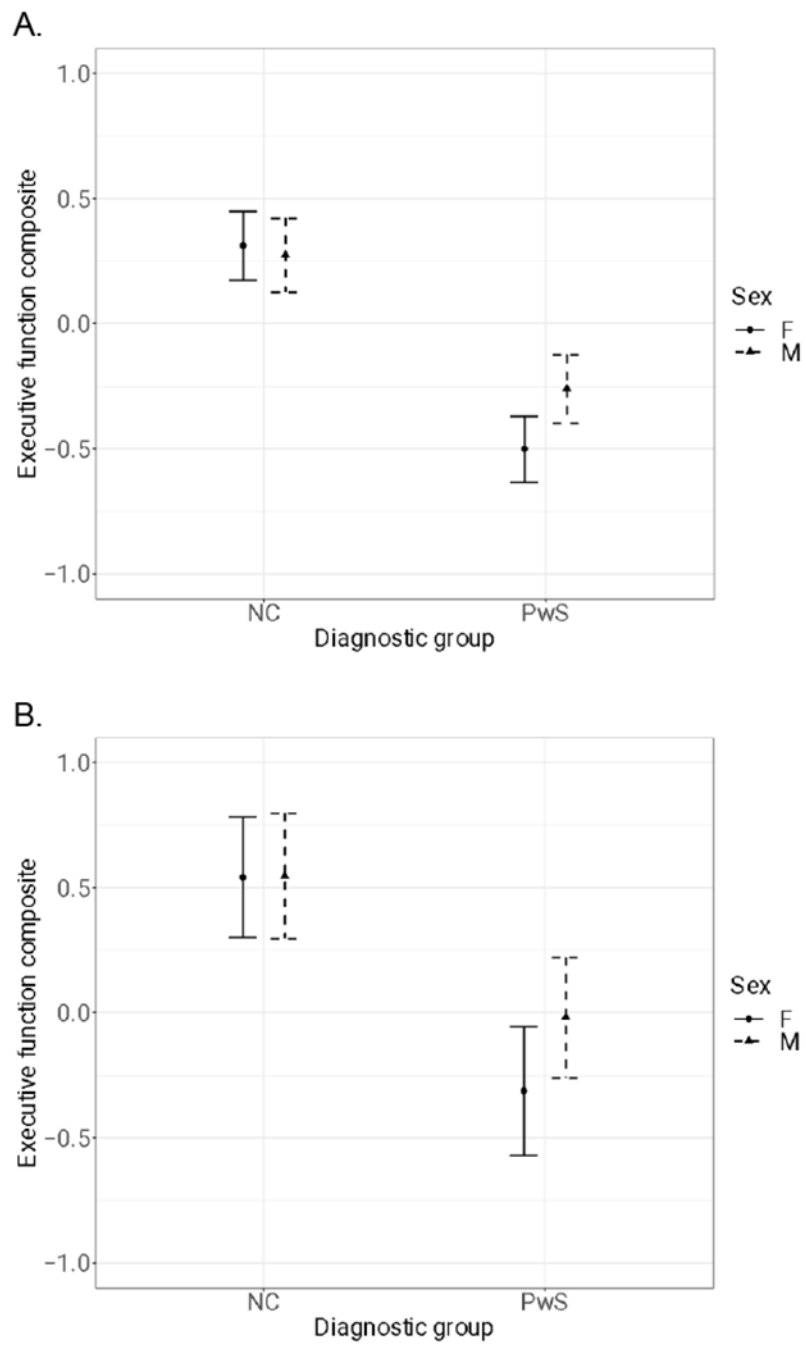 A.
Executive function composite
1.0
0.5
0.0
−0.5
−1.0
NC
PwS
Diagnostic group
Sex
F
M
B.
Executive function composite
1.0
0.5
0.0
−0.5
−1.0
NC
PwS
Diagnostic group
Sex
F
M